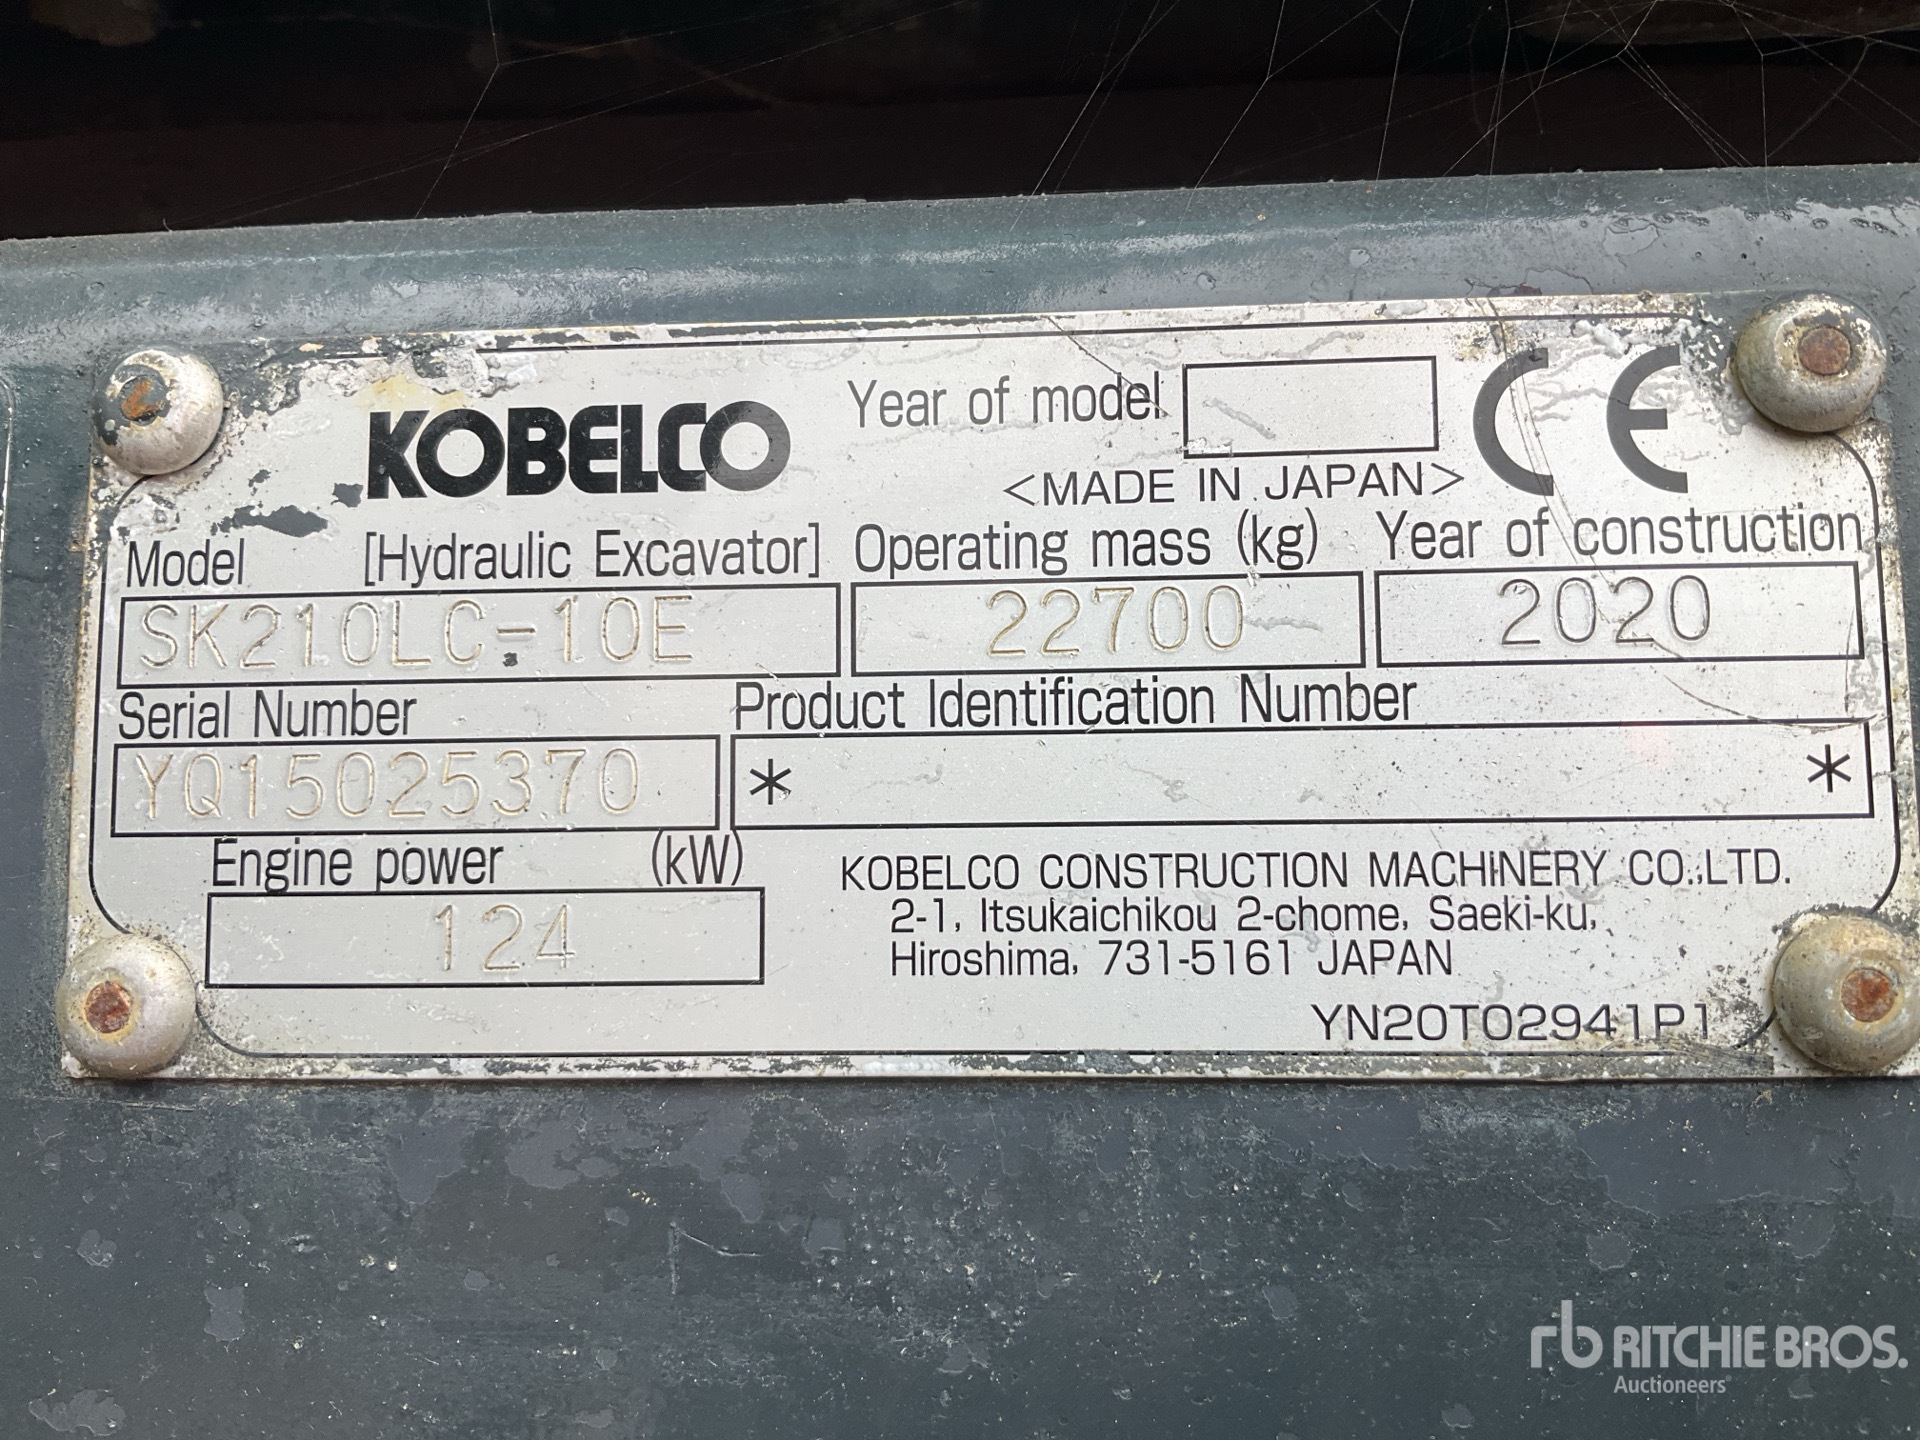 KOBELCO
Year of model
<MADE IN JAPAN>
CE
Model [Hydraulic Excavator]
SK210LC-10E
Operating mass (kg)
22700
Year of construction
2020
Serial Number
YQ15025370
Product Identification Number
* *
Engine power (kW)
124
KOBELCO CONSTRUCTION MACHINERY CO.,LTD.
2-1, Itsukaichikou 2-chome, Saeki-ku,
Hiroshima, 731-5161 JAPAN
YN20T02941P1
rb RITCHIE BROS.
Auctioneers